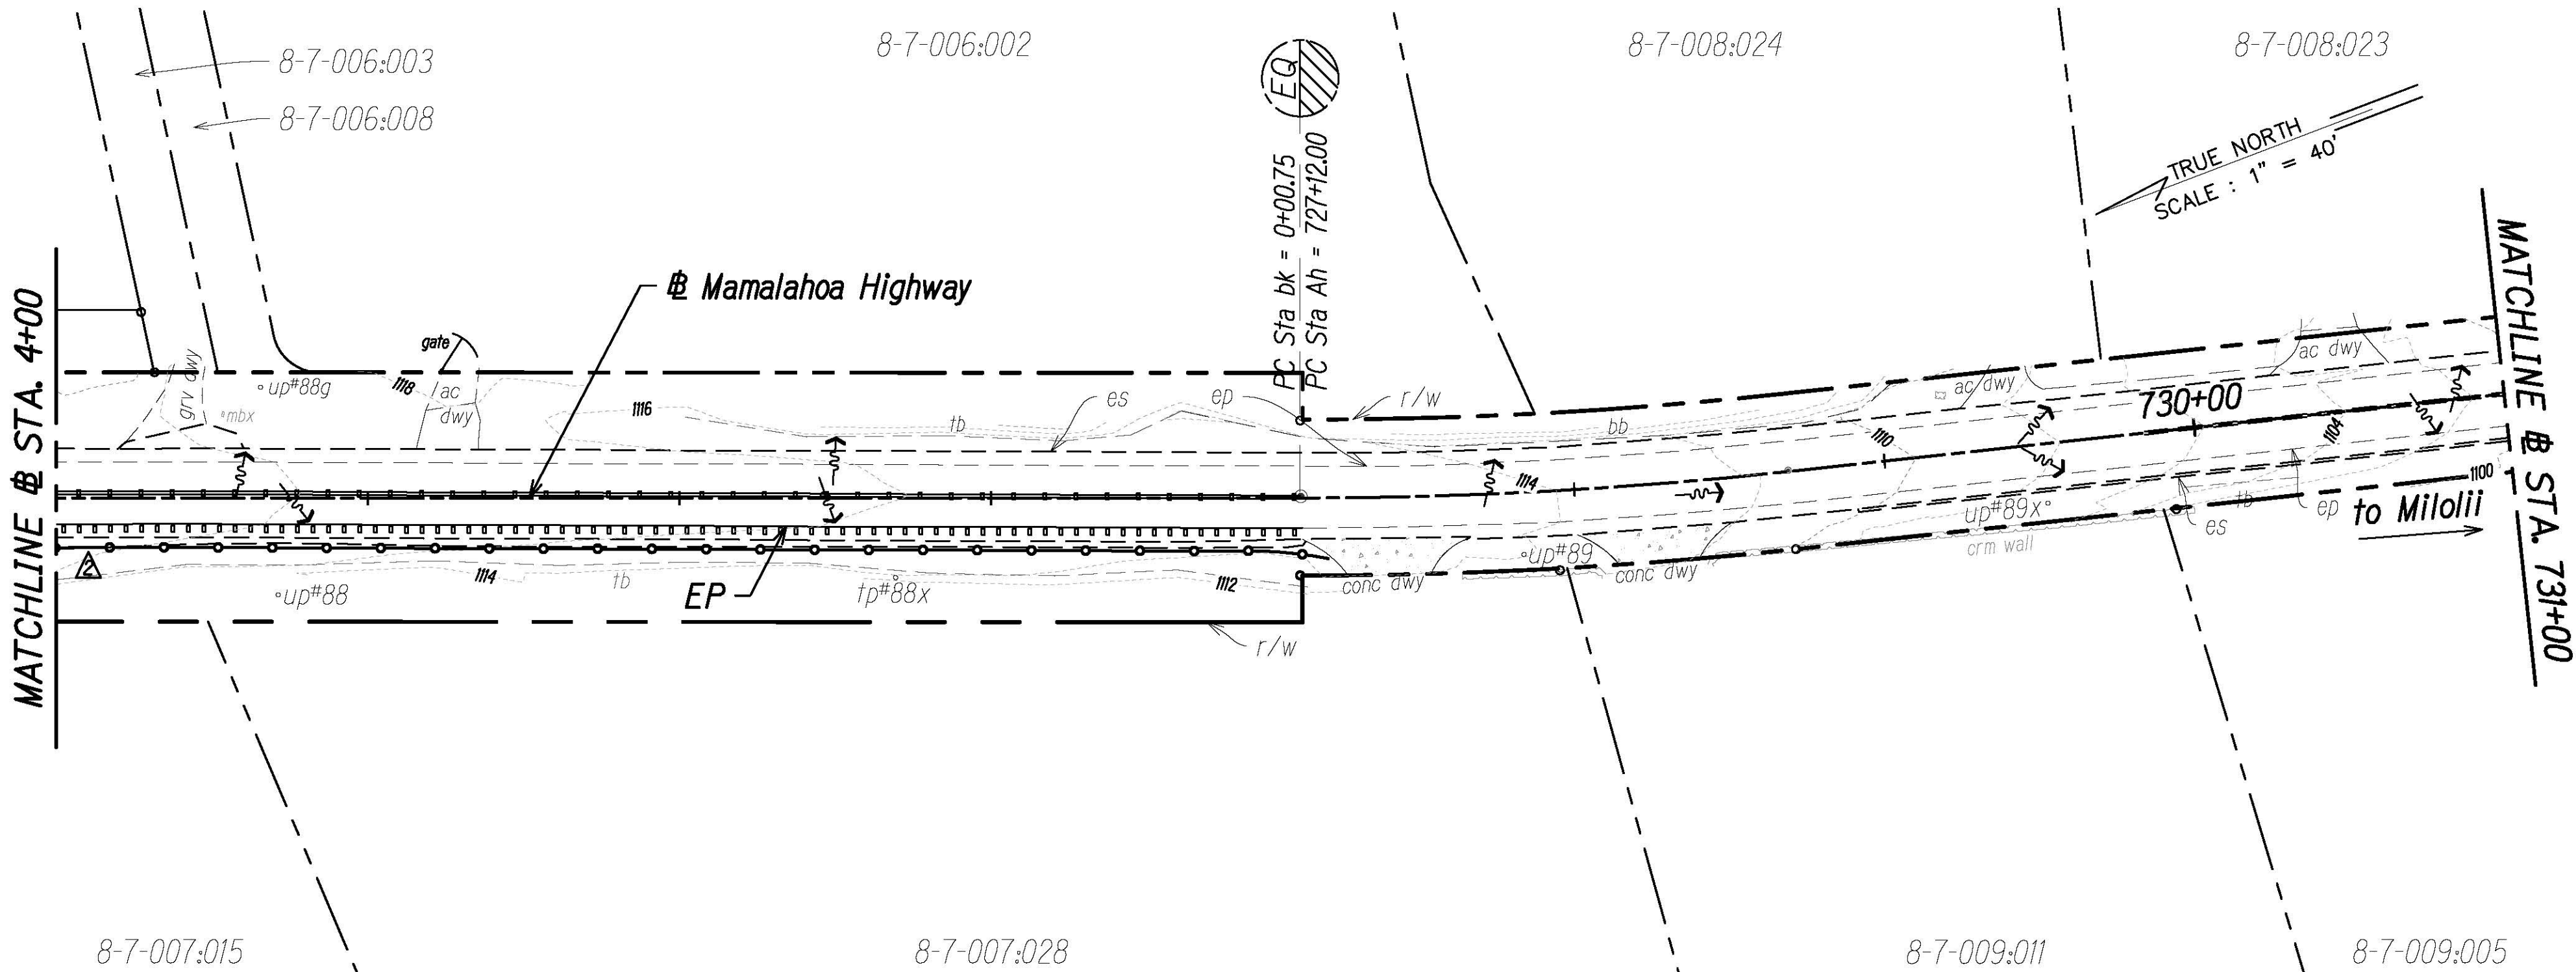 8-7-006:003
8-7-006:008
8-7-006:002
EQ
8-7-008:024
8-7-008:023
TRUE NORTH
SCALE : 1" = 40'
PC Sta bk = 0+00.75
PC Sta Ah = 727+12.00
MATCHLINE BL STA. 4+00
BL Mamalahoa Highway
MATCHLINE BL STA. 731+00
grv dwy
up#88g
mbx
1118
gate
ac
dwy
1116
tb
es
ep
r/w
bb
ac dwy
ac dwy
730+00
1114
1110
1104
1100
2
up#88
1114
tb
EP
tp#88x
1112
r/w
conc dwy
up#89
conc dwy
up#89x
crm wall
tb
es
ep
to Milolii
8-7-007:015
8-7-007:028
8-7-009:011
8-7-009:005